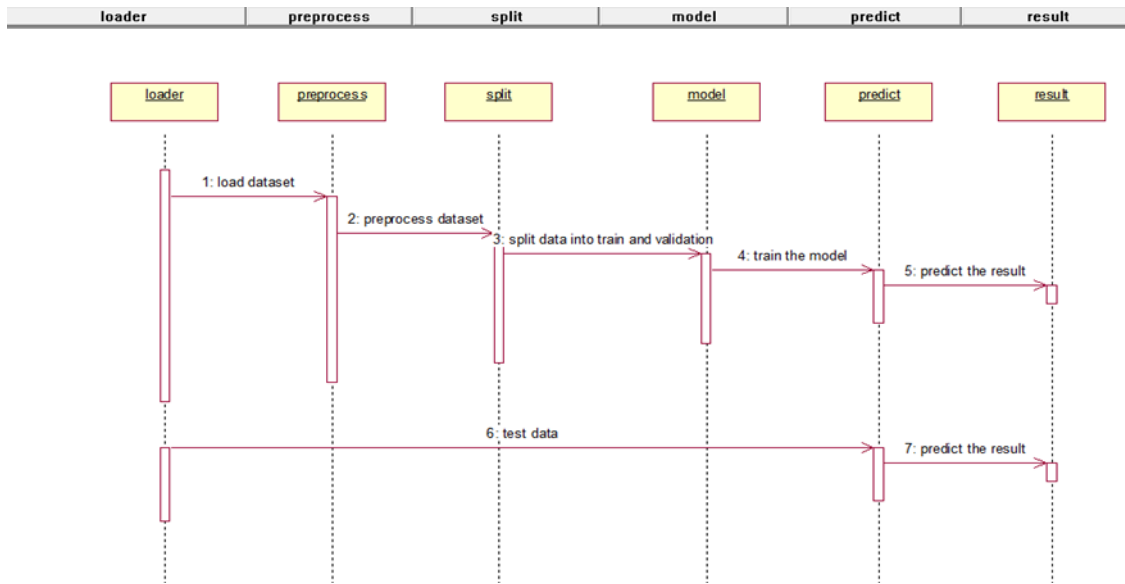 loader preprocess split model predict result
loader preprocess split model predict result
1: load dataset
2: preprocess dataset
3: split data into train and validation
4: train the model
5: predict the result
6: test data
7: predict the result